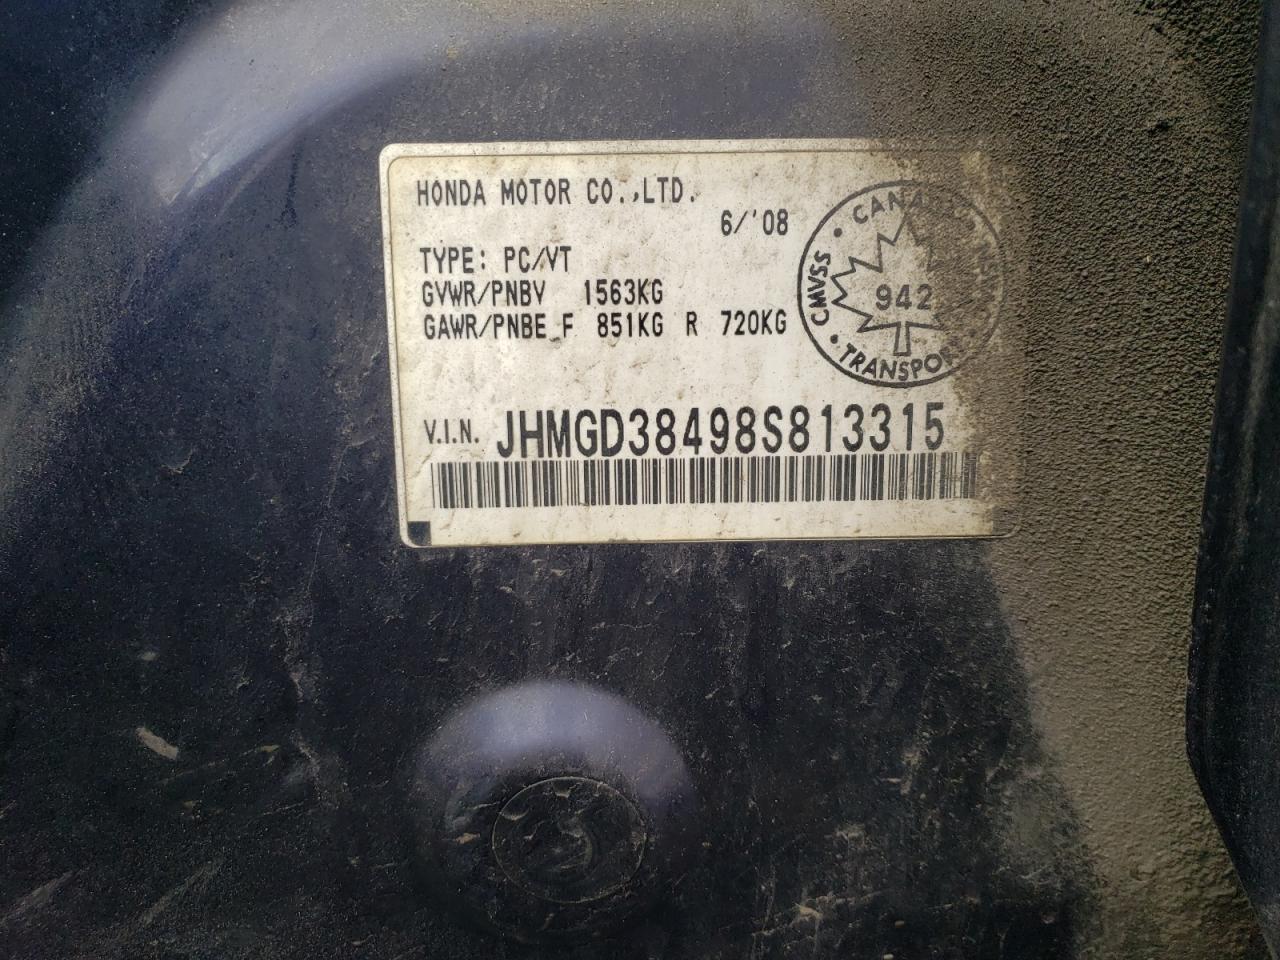 HONDA MOTOR CO.,LTD.
6/'08
TYPE: PC/VT
GVWR/PNBV 1563KG
GAWR/PNBE F 851KG R 720KG
CMVSS
942
TRANSPORT
V.I.N. JHMGD38498S813315